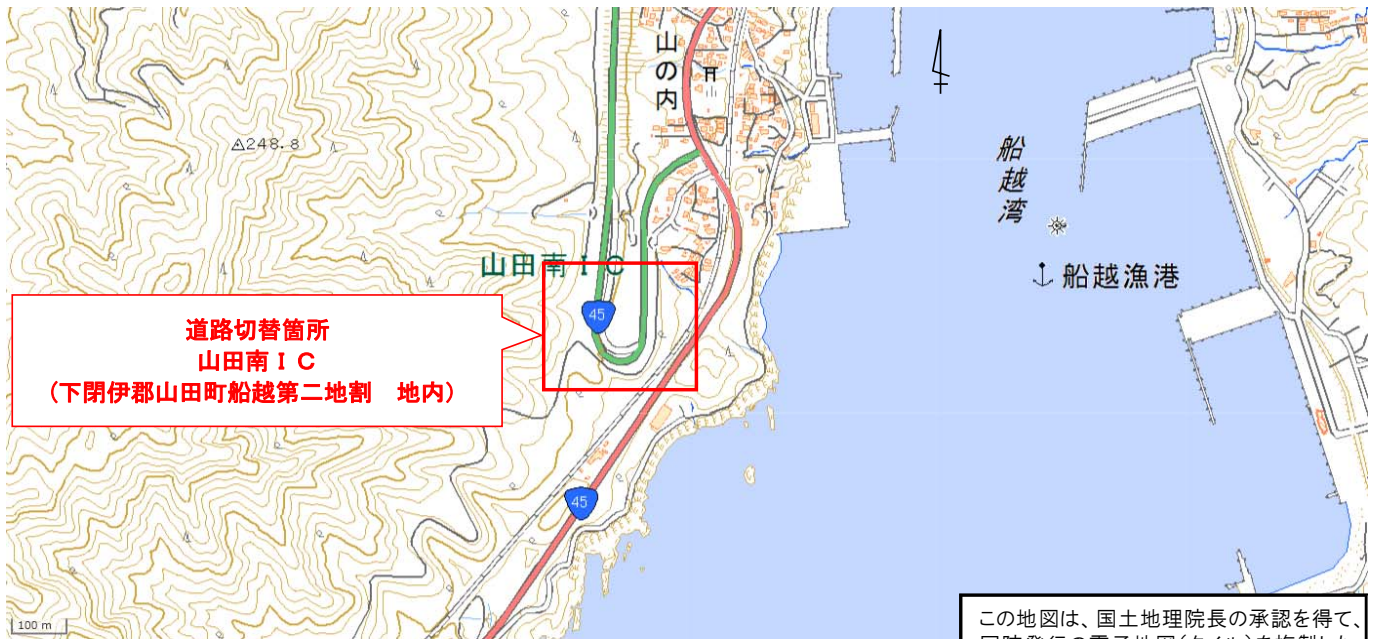 山の内
248.8
船越湾
山田南IC
船越漁港
45
道路切替箇所
山田南IC
(下閉伊郡山田町船越第二地割 地内)
45
100 m
この地図は、国土地理院長の承認を得て、